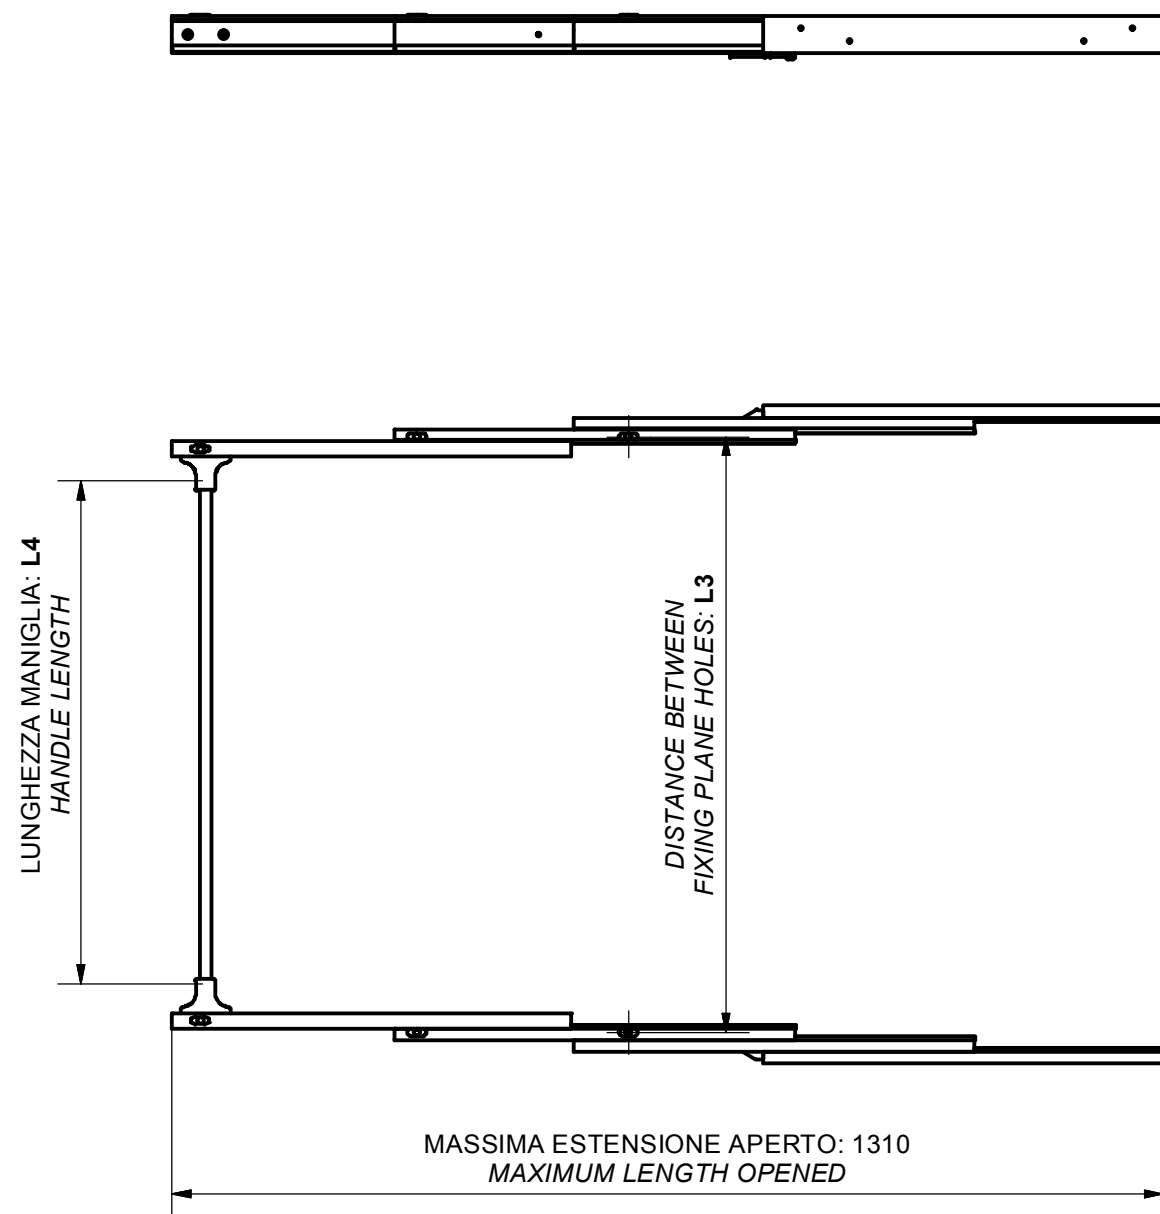 LUNGHEZZA MANIGLIA: L4
HANDLE LENGTH
DISTANCE BETWEEN
FIXING PLANE HOLES: L3
MASSIMA ESTENSIONE APERTO: 1310
MAXIMUM LENGTH OPENED